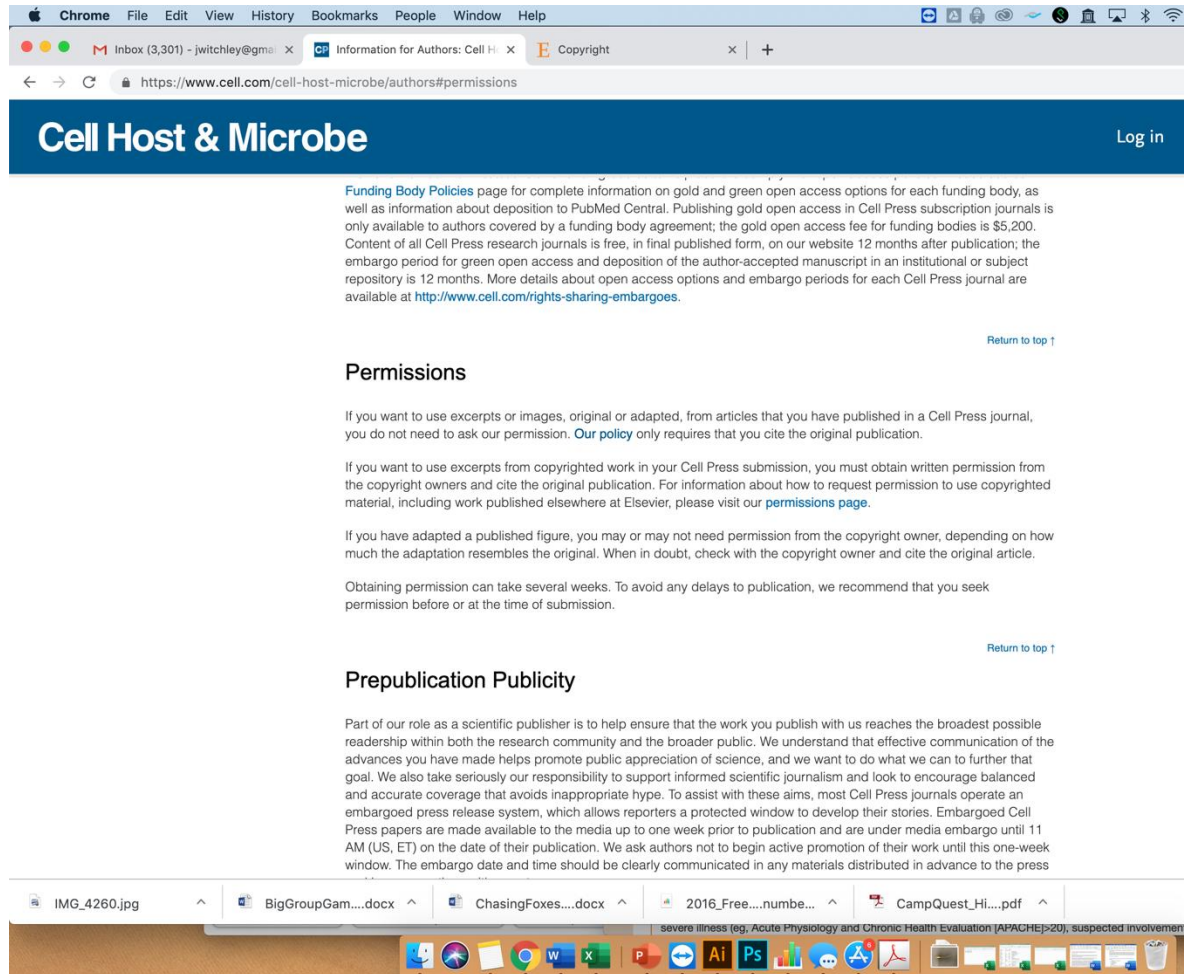 Chrome File Edit View History Bookmarks People Window Help
Inbox (3,301) - jwitchley@gmai
Information for Authors: Cell H
Copyright
https://www.cell.com/cell-host-microbe/authors#permissions
Cell Host & Microbe
Log in
Funding Body Policies page for complete information on gold and green open access options for each funding body, as
well as information about deposition to PubMed Central. Publishing gold open access in Cell Press subscription journals is
only available to authors covered by a funding body agreement; the gold open access fee for funding bodies is $5,200.
Content of all Cell Press research journals is free, in final published form, on our website 12 months after publication; the
embargo period for green open access and deposition of the author-accepted manuscript in an institutional or subject
repository is 12 months. More details about open access options and embargo periods for each Cell Press journal are
available at http://www.cell.com/rights-sharing-embargoes.
Return to top ↑
Permissions
If you want to use excerpts or images, original or adapted, from articles that you have published in a Cell Press journal,
you do not need to ask our permission. Our policy only requires that you cite the original publication.
If you want to use excerpts from copyrighted work in your Cell Press submission, you must obtain written permission from
the copyright owners and cite the original publication. For information about how to request permission to use copyrighted
material, including work published elsewhere at Elsevier, please visit our permissions page.
If you have adapted a published figure, you may or may not need permission from the copyright owner, depending on how
much the adaptation resembles the original. When in doubt, check with the copyright owner and cite the original article.
Obtaining permission can take several weeks. To avoid any delays to publication, we recommend that you seek
permission before or at the time of submission.
Return to top ↑
Prepublication Publicity
Part of our role as a scientific publisher is to help ensure that the work you publish with us reaches the broadest possible
readership within both the research community and the broader public. We understand that effective communication of the
advances you have made helps promote public appreciation of science, and we want to do what we can to further that
goal. We also take seriously our responsibility to support informed scientific journalism and look to encourage balanced
and accurate coverage that avoids inappropriate hype. To assist with these aims, most Cell Press journals operate an
embargoed press release system, which allows reporters a protected window to develop their stories. Embargoed Cell
Press papers are made available to the media up to one week prior to publication and are under media embargo until 11
AM (US, ET) on the date of their publication. We ask authors not to begin active promotion of their work until this one-week
window. The embargo date and time should be clearly communicated in any materials distributed in advance to the press
IMG_4260.jpg
BigGroupGam....docx
ChasingFoxes....docx
2016_Free....numbe...
CampQuest_Hi....pdf
severe illness (eg, Acute Physiology and Chronic Health Evaluation [APACHE]>20), suspected involvement